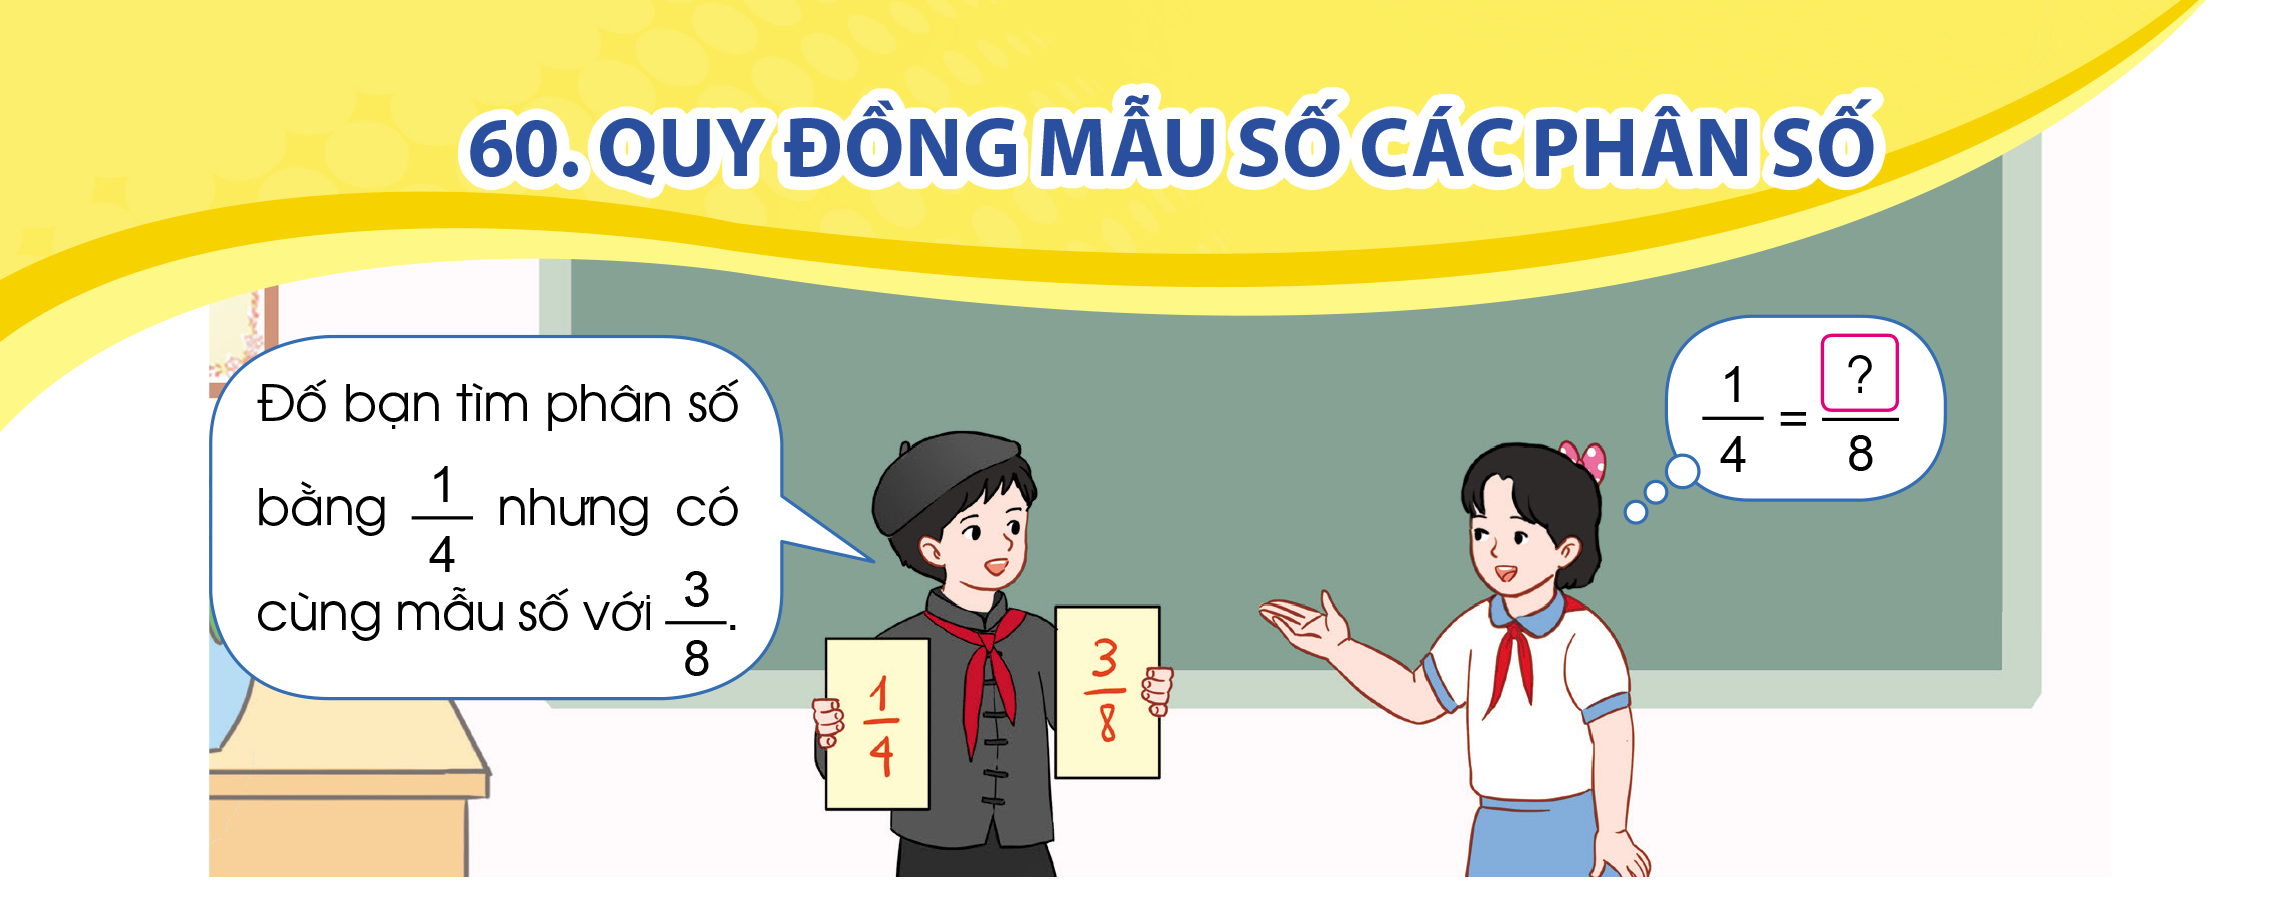 60. QUY ĐỒNG MẪU SỐ CÁC PHÂN SỐ
Đố bạn tìm phân số
bằng 1/4 nhưng có
cùng mẫu số với 3/8.
1/4 = ?/8
1/4
3/8